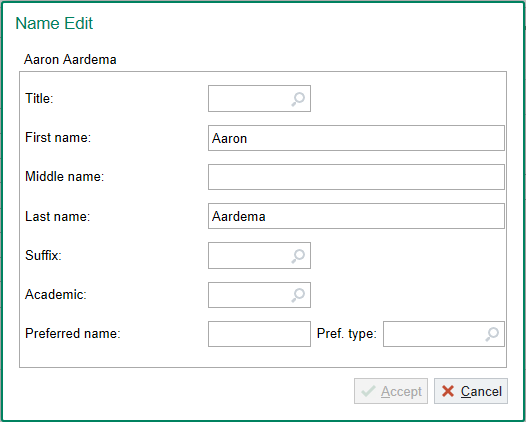 Name Edit
Aaron Aardema
Title:
First name: Aaron
Middle name:
Last name: Aardema
Suffix:
Academic:
Preferred name: Pref. type:
Accept Cancel